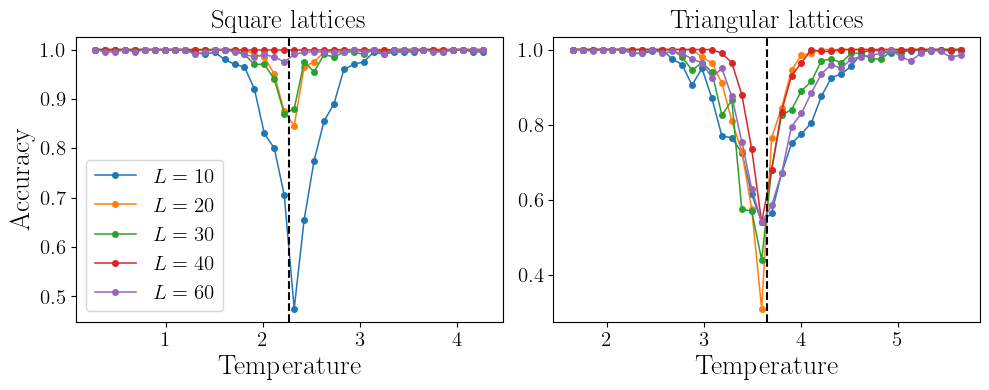 Square lattices
Triangular lattices
Accuracy
1.0
0.9
0.8
0.7
0.6
0.5
L = 10
L = 20
L = 30
L = 40
L = 60
1 2 3 4
Temperature
1.0
0.8
0.6
0.4
2 3 4 5
Temperature